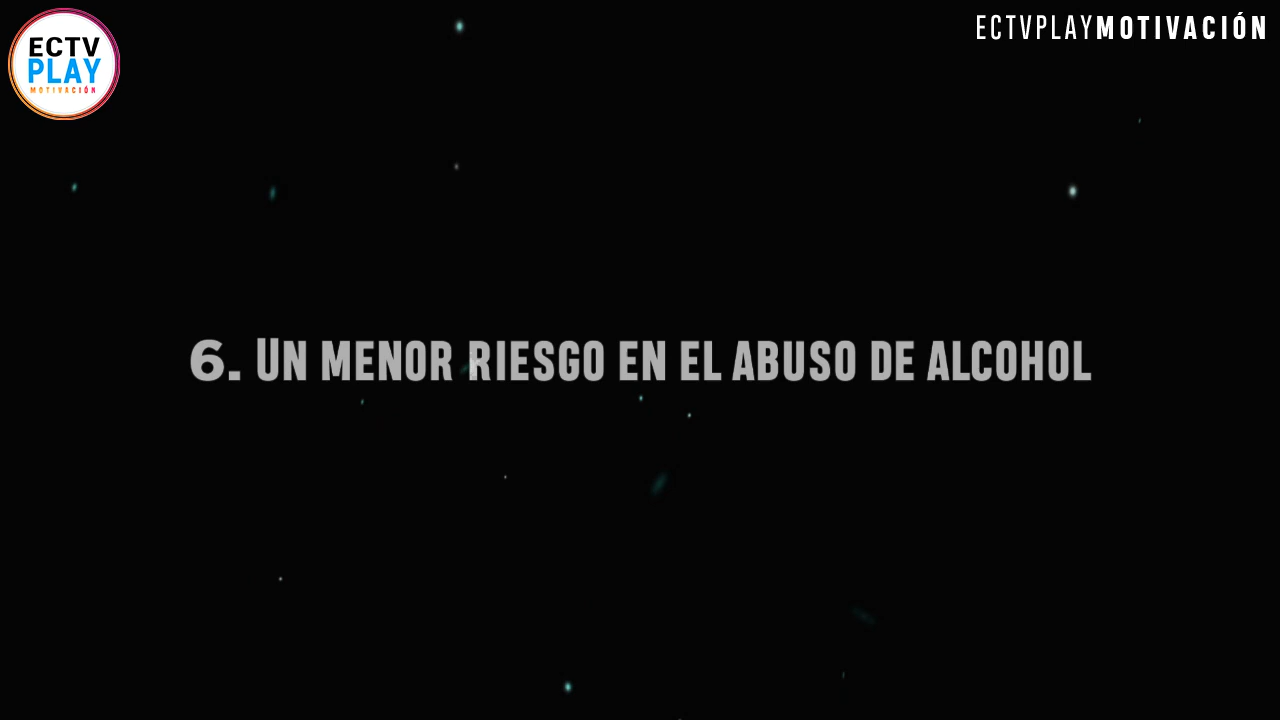 ECTV
PLAY
MOTIVACIÓN
ECTVPLAYMOTIVACIÓN
6. UN MENOR RIESGO EN EL ABUSO DE ALCOHOL